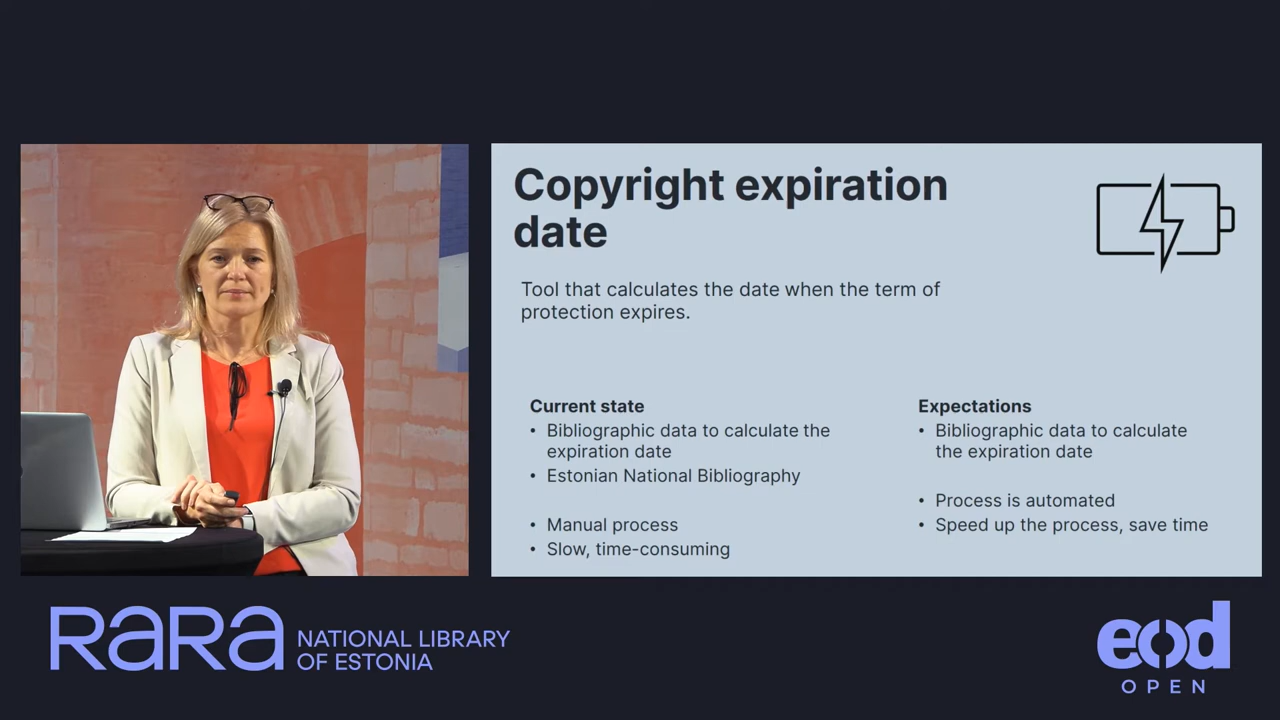 Copyright expiration
date
Tool that calculates the date when the term of
protection expires.
Current state
• Bibliographic data to calculate the
expiration date
• Estonian National Bibliography
• Manual process
• Slow, time-consuming
Expectations
• Bibliographic data to calculate
the expiration date
• Process is automated
• Speed up the process, save time
RaRa
NATIONAL LIBRARY
OF ESTONIA
eod
OPEN